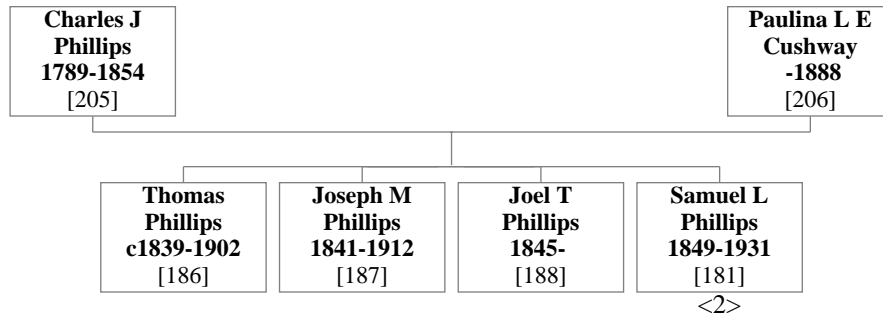 Charles J
Phillips
1789-1854
[205]
Paulina L E
Cushway
-1888
[206]
Thomas
Phillips
c1839-1902
[186]
Joseph M
Phillips
1841-1912
[187]
Joel T
Phillips
1845-
[188]
Samuel L
Phillips
1849-1931
[181]
<2>